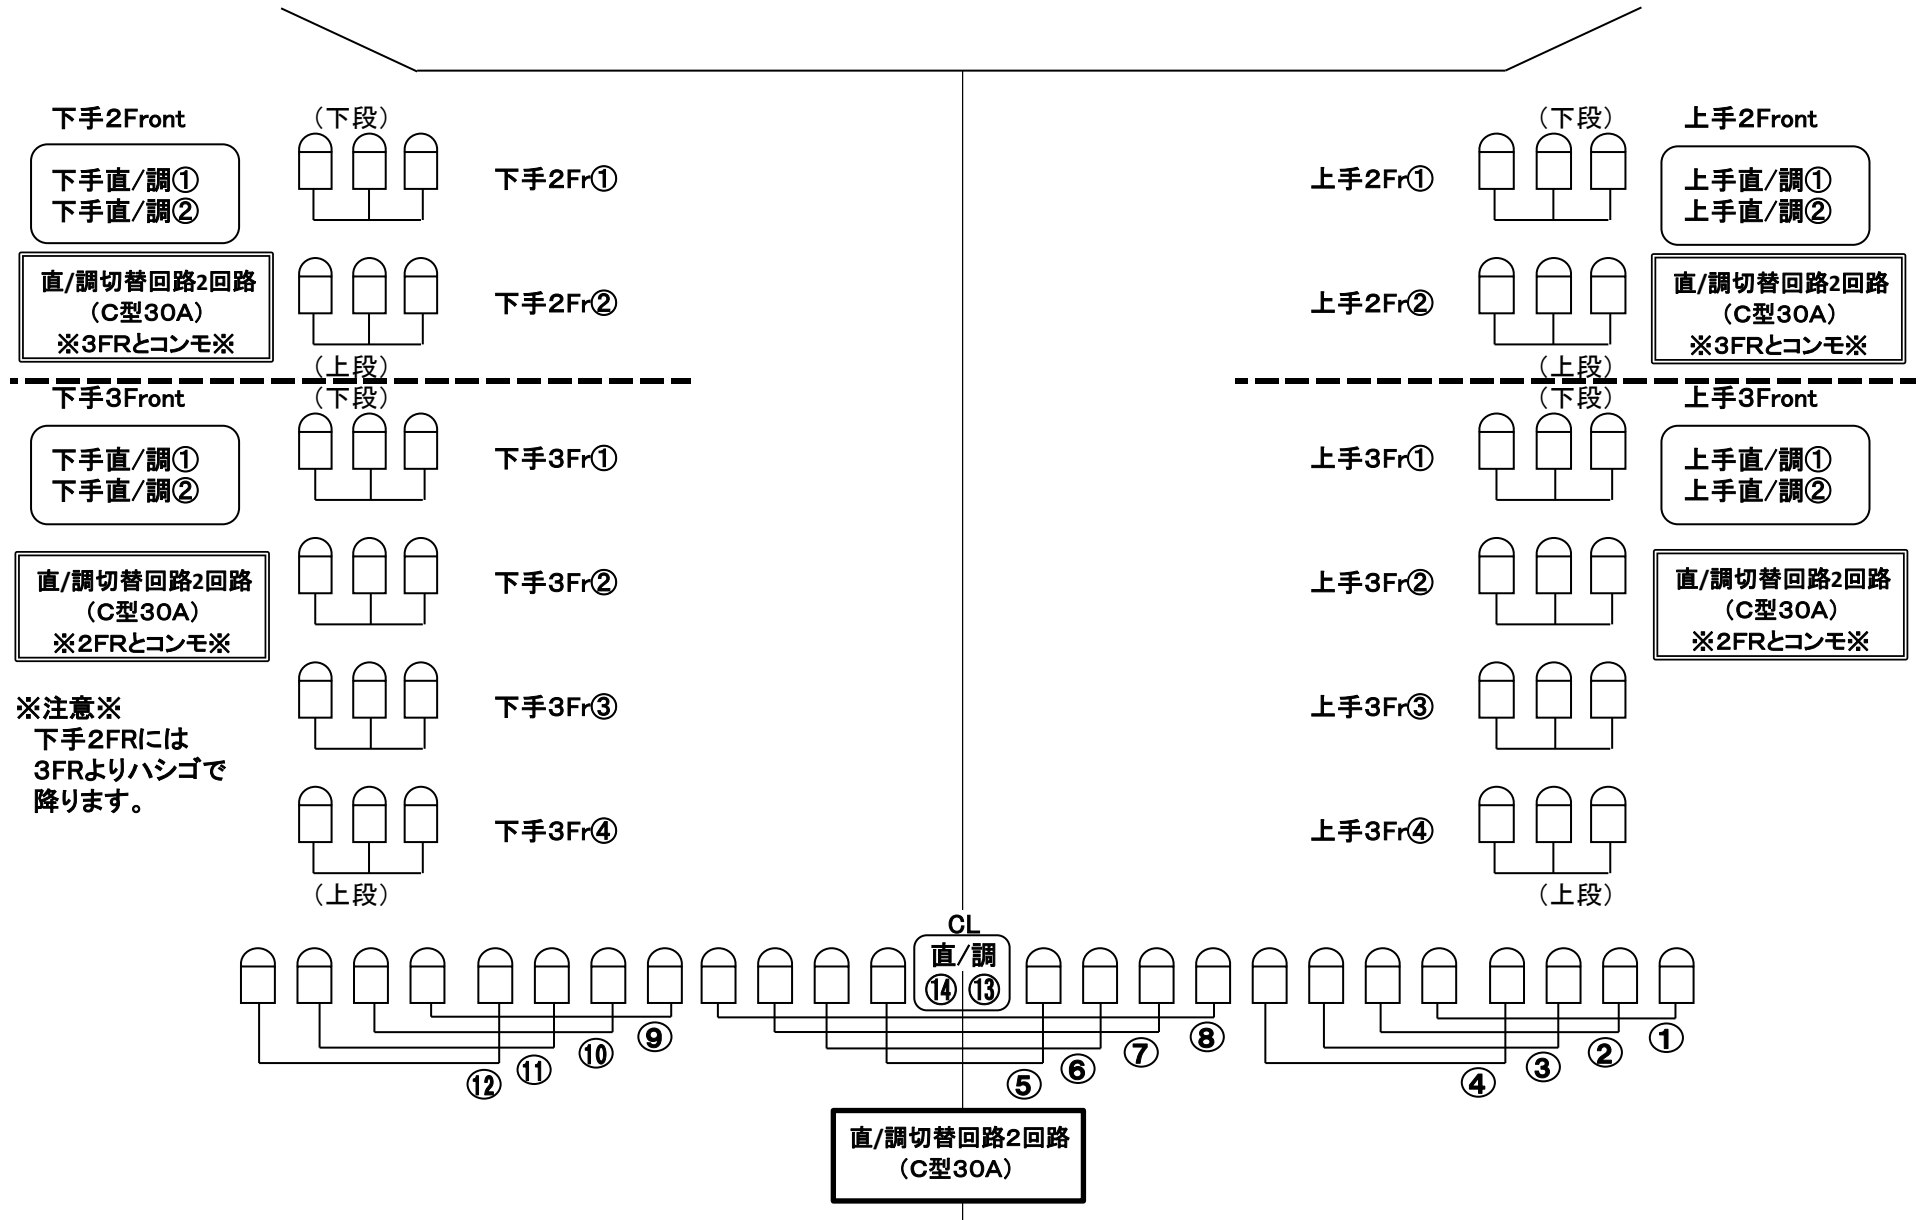 下手2Front
下手直/調①
下手直/調②
直/調切替回路2回路
(C型30A)
※3FRとコンモ※
(下段)
下手2Fr①
下手2Fr②
(上段)
上手2Fr①
上手2Fr②
(下段)
(上段)
上手2Front
上手直/調①
上手直/調②
直/調切替回路2回路
(C型30A)
※3FRとコンモ※
下手3Front
下手直/調①
下手直/調②
直/調切替回路2回路
(C型30A)
※2FRとコンモ※
※注意※
下手2FRには
3FRよりハシゴで
降ります。
(下段)
下手3Fr①
下手3Fr②
下手3Fr③
下手3Fr④
(上段)
上手3Fr①
上手3Fr②
上手3Fr③
上手3Fr④
(下段)
(上段)
上手3Front
上手直/調①
上手直/調②
直/調切替回路2回路
(C型30A)
※2FRとコンモ※
CL
直/調
⑭ ⑬
⑫ ⑪ ⑩ ⑨
⑤ ⑥ ⑦ ⑧
④ ③ ② ①
直/調切替回路2回路
(C型30A)